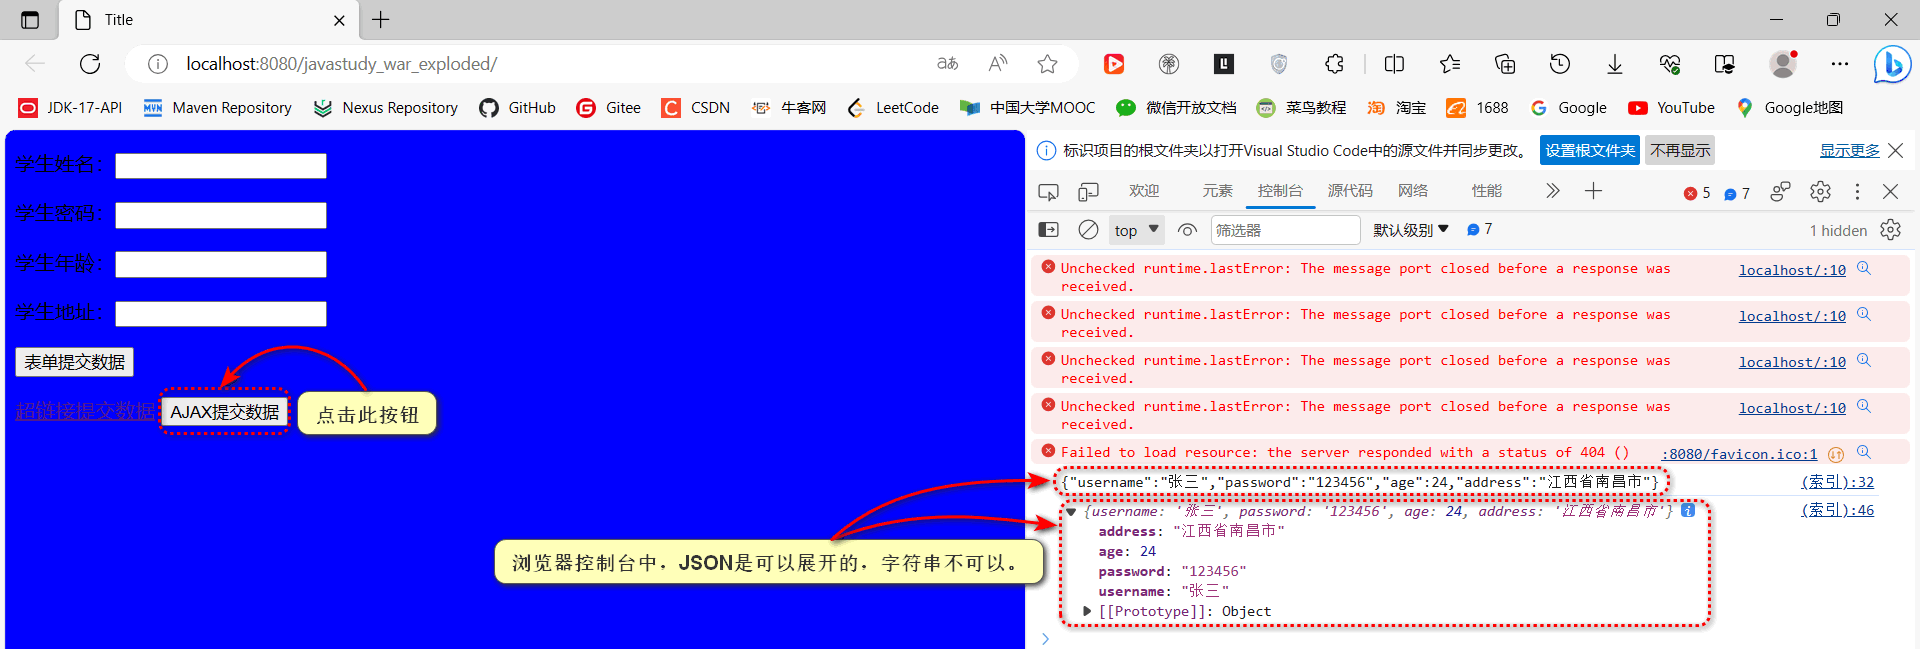 Title
localhost:8080/javastudy_war_exploded/
aあ
JDK-17-API Maven Repository Nexus Repository GitHub Gitee CSDN 牛客网 LeetCode 中国大学MOOC 微信开放文档 菜鸟教程 淘宝 1688 Google YouTube Google地图
学生姓名：
学生密码：
学生年龄：
学生地址：
表单提交数据
超链接提交数据 AJAX提交数据 点击此按钮
浏览器控制台中，JSON是可以展开的，字符串不可以。
标识项目的根文件夹以打开Visual Studio Code中的源文件并同步更改。 设置根文件夹 不再显示 显示更多
欢迎 元素 控制台 源代码 网络 性能 5 7
top 筛选器 默认级别 7 1 hidden
Unchecked runtime.lastError: The message port closed before a response was localhost/:10
received.
Unchecked runtime.lastError: The message port closed before a response was localhost/:10
received.
Unchecked runtime.lastError: The message port closed before a response was localhost/:10
received.
Unchecked runtime.lastError: The message port closed before a response was localhost/:10
received.
Failed to load resource: the server responded with a status of 404 () :8080/favicon.ico:1
{"username":"张三","password":"123456","age":24,"address":"江西省南昌市"} (索引):32
{username: '张三', password: '123456', age: 24, address: '江西省南昌市'} (索引):46
address: "江西省南昌市"
age: 24
password: "123456"
username: "张三"
[[Prototype]]: Object